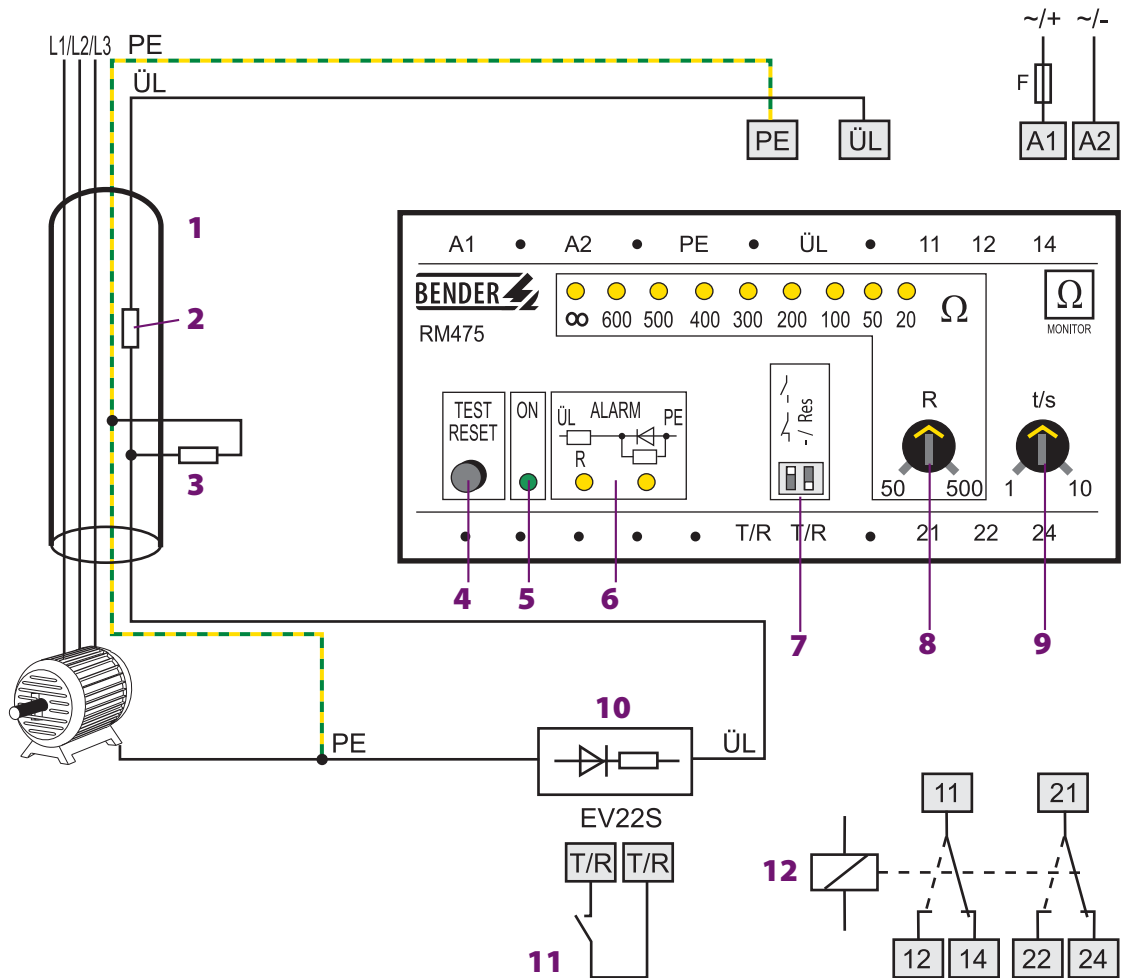 L1/L2/L3 PE
ÜL
~/+ ~/-
F
PE ÜL A1 A2
1
2
3
A1 • A2 • PE • ÜL • 11 12 14
BENDER
RM475
∞ 600 500 400 300 200 100 50 20 Ω
Ω
MONITOR
TEST
RESET
ON
ALARM
ÜL PE
R
- / Res
R
50 500
t/s
1 10
• • • • • T/R T/R • 21 22 24
4 5 6 7 8 9
10
PE ÜL
EV22S
T/R T/R
11
12
11 21
12 14 22 24